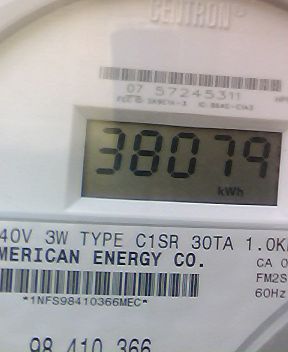 CENTRON
07 57245311
38079
kWh
40V 3W TYPE C1SR 30TA 1.0K
MERICAN ENERGY CO.
CA 0
FM2S
60Hz
*1NFS98410366MEC*
98 410 366